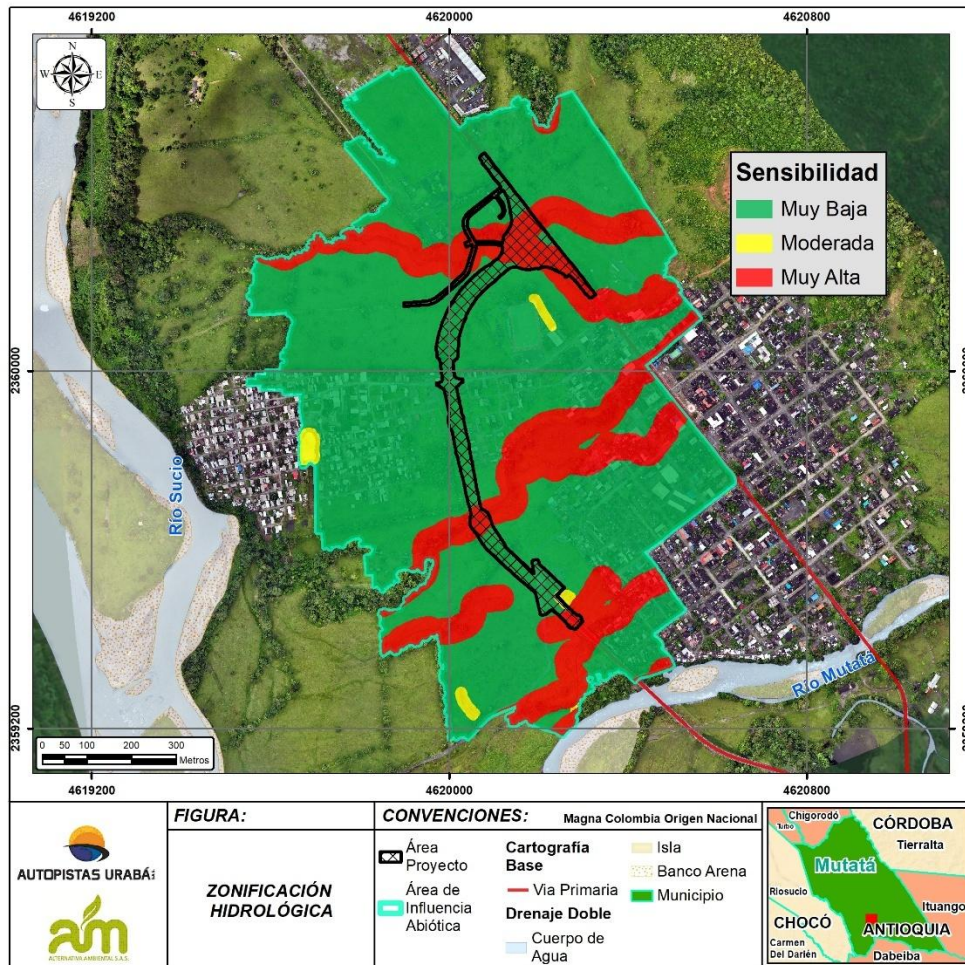 4619200
4620000
4620800
N
W
E
S
Sensibilidad
Muy Baja
Moderada
Muy Alta
2360000
2360000
Río Sucio
Río Mutatá
2359200
2359200
0 50 100 200 300
Metros
4619200
4620000
4620800
AUTOPISTAS URABÁ
ALTERNATIVA AMBIENTAL S.A.S.
FIGURA:
ZONIFICACIÓN
HIDROLÓGICA
CONVENCIONES:
Magna Colombia Origen Nacional
Área
Proyecto
Área de
Influencia
Abiótica
Cartografía
Base
Via Primaria
Drenaje Doble
Cuerpo de
Agua
Isla
Banco Arena
Municipio
Chigorodó
Turbo
CÓRDOBA
Tierralta
Mutatá
Riosucio
Ituango
CHOCÓ
ANTIOQUIA
Carmen
Del Darién
Dabeiba